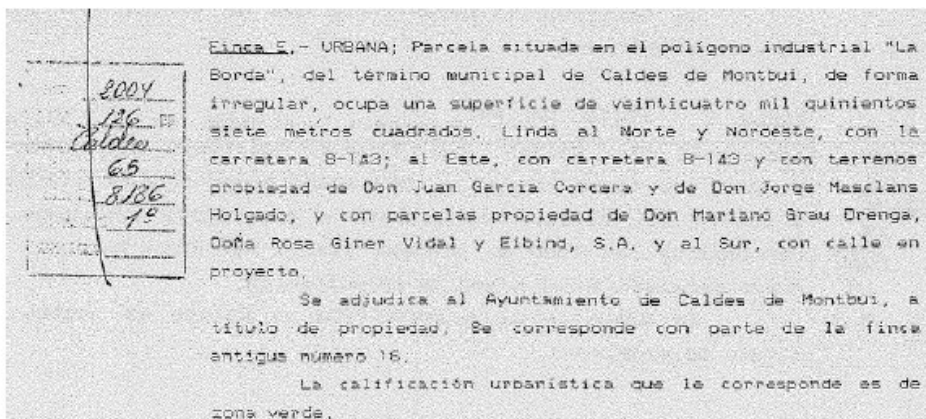 Finca E.- URBANA; Parcela situada en el polígono industrial "La
Borda", del término municipal de Caldes de Montbui, de forma
irregular, ocupa una superficie de veinticuatro mil quinientos
siete metros cuadrados. Linda al Norte y Noroeste, con la
carretera B-143; al Este, con carretera B-143 y con terrenos
propiedad de Don Juan García Corcera y de Don Jorge Masclans
Holgado, y con parcelas propiedad de Don Mariano Grau Orenga,
Doña Rosa Giner Vidal y Eibind, S.A. y al Sur, con calle en
proyecto.
Se adjudica al Ayuntamiento de Caldes de Montbui, a
título de propiedad. Se corresponde con parte de la finca
antigua número 16.
La calificación urbanística que le corresponde es de
zona verde.
2004
126
Caldes
65
8186
1º